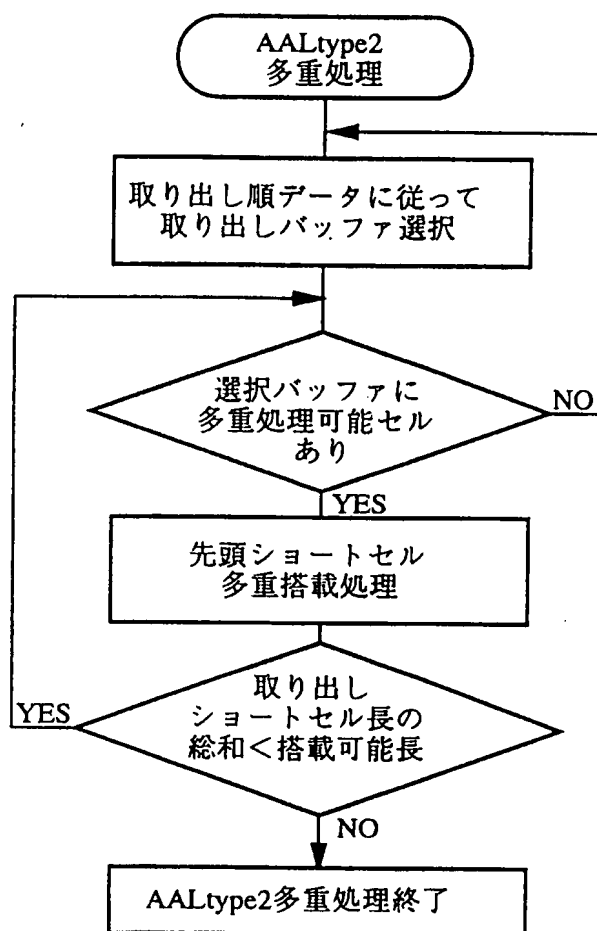 AALtype2
多重処理
取り出し順データに従って
取り出しバッファ選択
選択バッファに
多重処理可能セル
あり
NO
YES
先頭ショートセル
多重搭載処理
取り出し
ショートセル長の
総和<搭載可能長
YES
NO
AALtype2多重処理終了